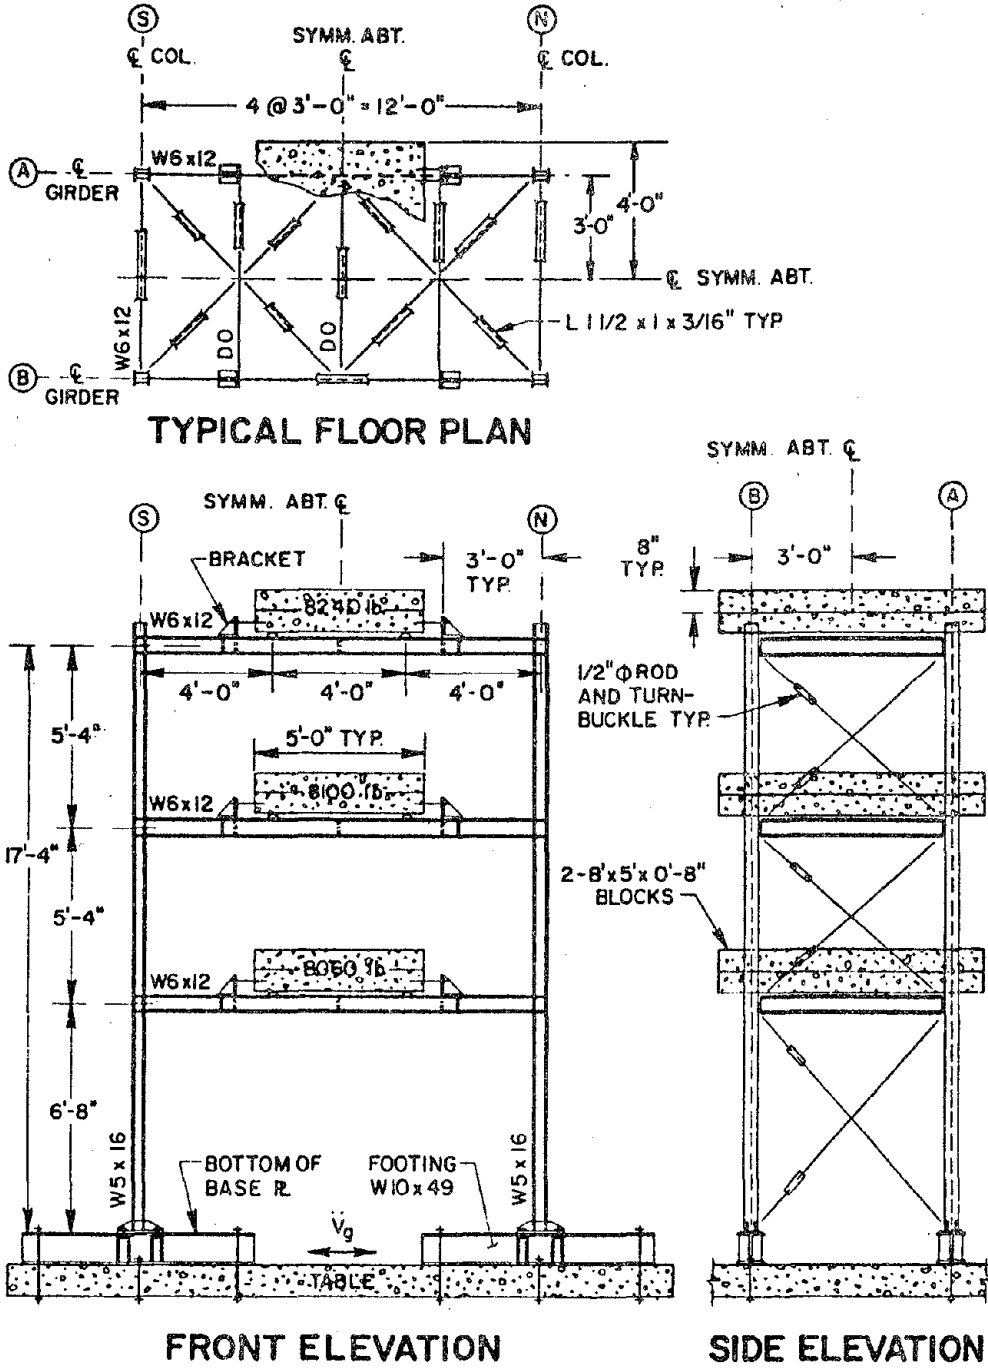 S
N
SYMM. ABT.
℄ COL.
℄
℄ COL.
4 @ 3'-0" = 12'-0"
A
℄
GIRDER
W6x12
3'-0"
4'-0"
℄ SYMM. ABT.
L 1 1/2 x 1 x 3/16" TYP.
W6x12
DO
DO
B
℄
GIRDER
TYPICAL FLOOR PLAN
SYMM. ABT. ℄
S
SYMM. ABT. ℄
N
B
A
BRACKET
3'-0"
TYP.
8"
TYP.
3'-0"
W6x12
8240 lb.
4'-0"
4'-0"
4'-0"
1/2" Φ ROD
AND TURN-
BUCKLE TYP.
5'-4"
5'-0" TYP.
W6x12
8100 lb.
17'-4"
5'-4"
2-8'x5'x0'-8"
BLOCKS
W6x12
8060 lb.
6'-8"
W5x16
BOTTOM OF
BASE ℄
FOOTING
W10x49
W5x16
V̈g
TABLE
FRONT ELEVATION
SIDE ELEVATION